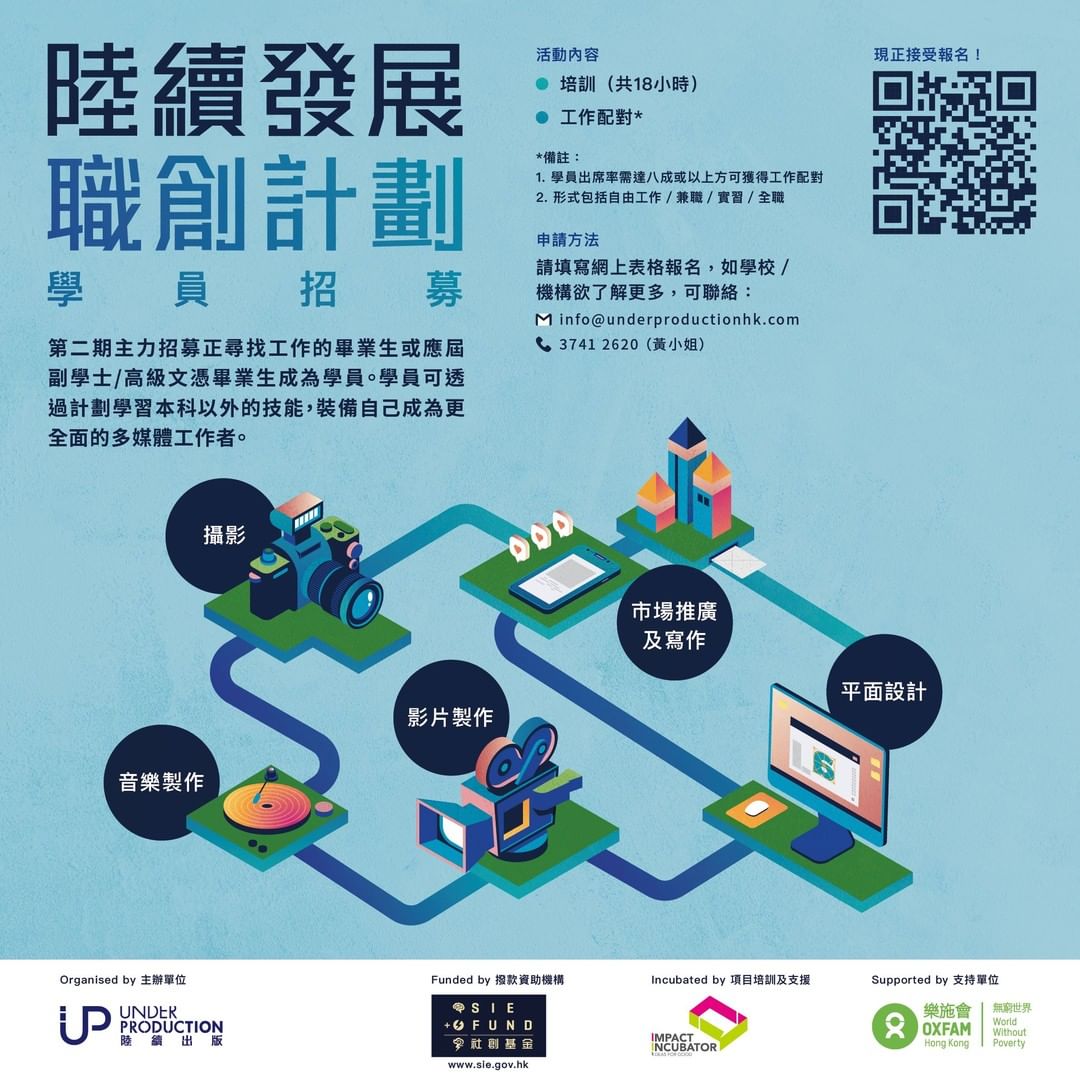 陸續發展
職創計劃
學員招募
第二期主力招募正尋找工作的畢業生或應屆
副學士/高級文憑畢業生成為學員。學員可透
過計劃學習本科以外的技能，裝備自己成為更
全面的多媒體工作者。
活動內容
培訓（共18小時）
工作配對*
*備註：
1. 學員出席率需達八成或以上方可獲得工作配對
2. 形式包括自由工作 / 兼職 / 實習 / 全職
申請方法
請填寫網上表格報名，如學校 /
機構欲了解更多，可聯絡：
info@underproductionhk.com
3741 2620（黃小姐）
現正接受報名！
攝影
市場推廣
及寫作
平面設計
影片製作
音樂製作
Organised by 主辦單位
UP UNDER
PRODUCTION
陸續出版
Funded by 撥款資助機構
SIE
FUND
社創基金
www.sie.gov.hk
Incubated by 項目培訓及支援
IMPACT
INCUBATOR
IDEAS FOR GOOD
Supported by 支持單位
樂施會
OXFAM
Hong Kong
無窮世界
World
Without
Poverty